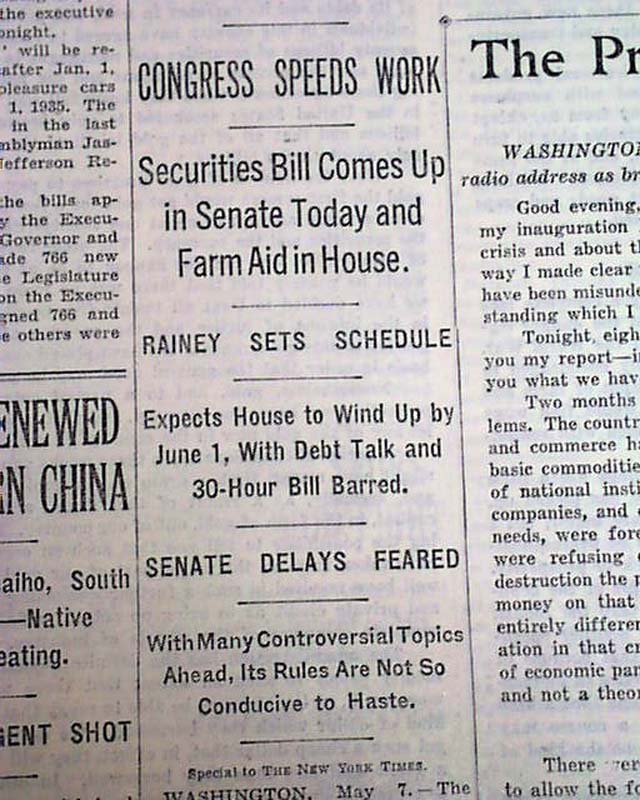 the executive
onight.
' will be re-
after Jan. 1,
pleasure cars
1, 1935. The
in the last
mblyman Jas-
Jefferson Re-
the bills ap-
y the Execu-
Governor and
ade 766 new
e Legislature
on the Execu-
gned 766 and
e others were
ENEWED
N CHINA
aiho, South
—Native
eating.
GENT SHOT
CONGRESS SPEEDS WORK
Securities Bill Comes Up
in Senate Today and
Farm Aid in House.
RAINEY SETS SCHEDULE
Expects House to Wind Up by
June 1, With Debt Talk and
30-Hour Bill Barred.
SENATE DELAYS FEARED
With Many Controversial Topics
Ahead, Its Rules Are Not So
Conducive to Haste.
Special to THE NEW YORK TIMES.
WASHINGTON, May 7.—The
The Pr
WASHINGTON
radio address as br
Good evening,
my inauguration
crisis and about th
way I made clear
have been misunde
standing which I
Tonight, eigh
you my report—i
you what we hav
Two months
lems. The countr
and commerce ha
basic commoditie
of national insti
companies, and
needs, were fore
were refusing
destruction the p
money on that
entirely differen
ation in that cr
of economic pan
and not a theo
There
to allow the f